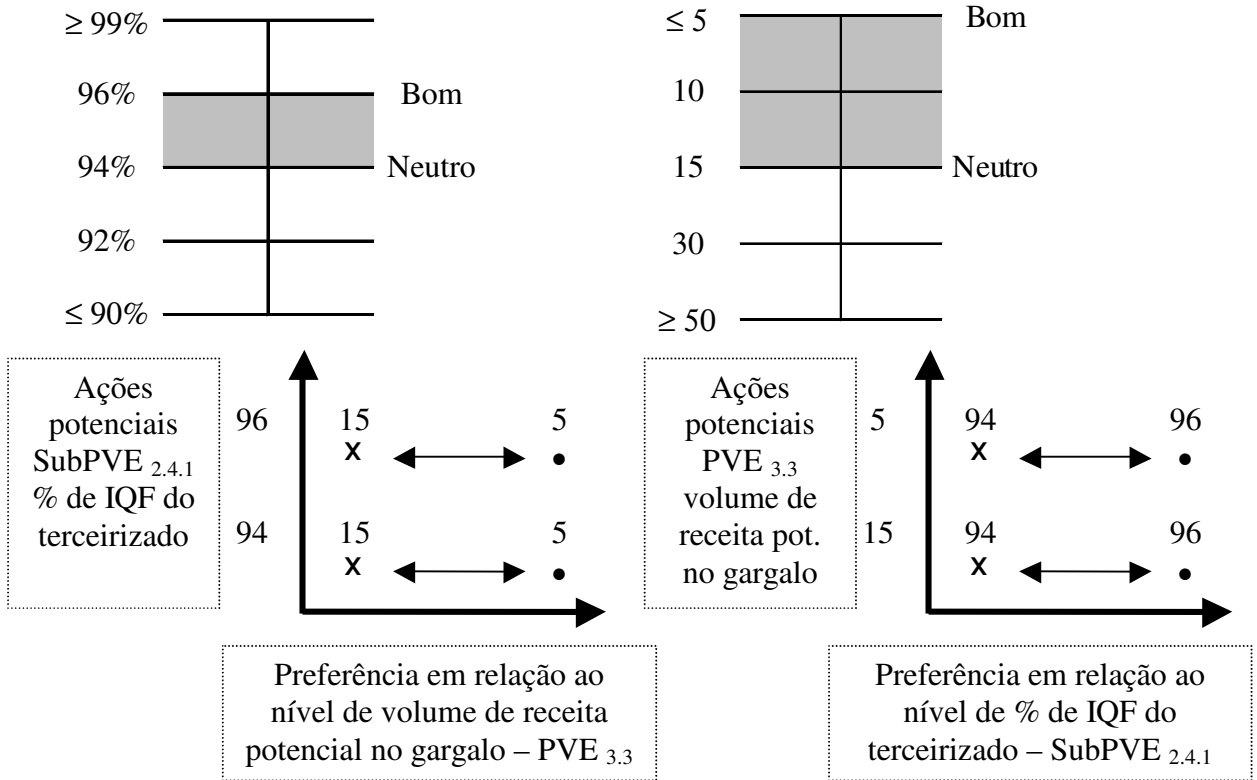 ≥ 99%
96% Bom
94% Neutro
92%
≤ 90%
≤ 5 Bom
10
15 Neutro
30
≥ 50
Ações
potenciais
SubPVE 2.4.1
% de IQF do
terceirizado
96 15 5
x
94 15 5
x
Preferência em relação ao
nível de volume de receita
potencial no gargalo – PVE 3.3
Ações
potenciais
PVE 3.3
volume de
receita pot.
no gargalo
5 94 96
x
15 94 96
x
Preferência em relação ao
nível de % de IQF do
terceirizado – SubPVE 2.4.1